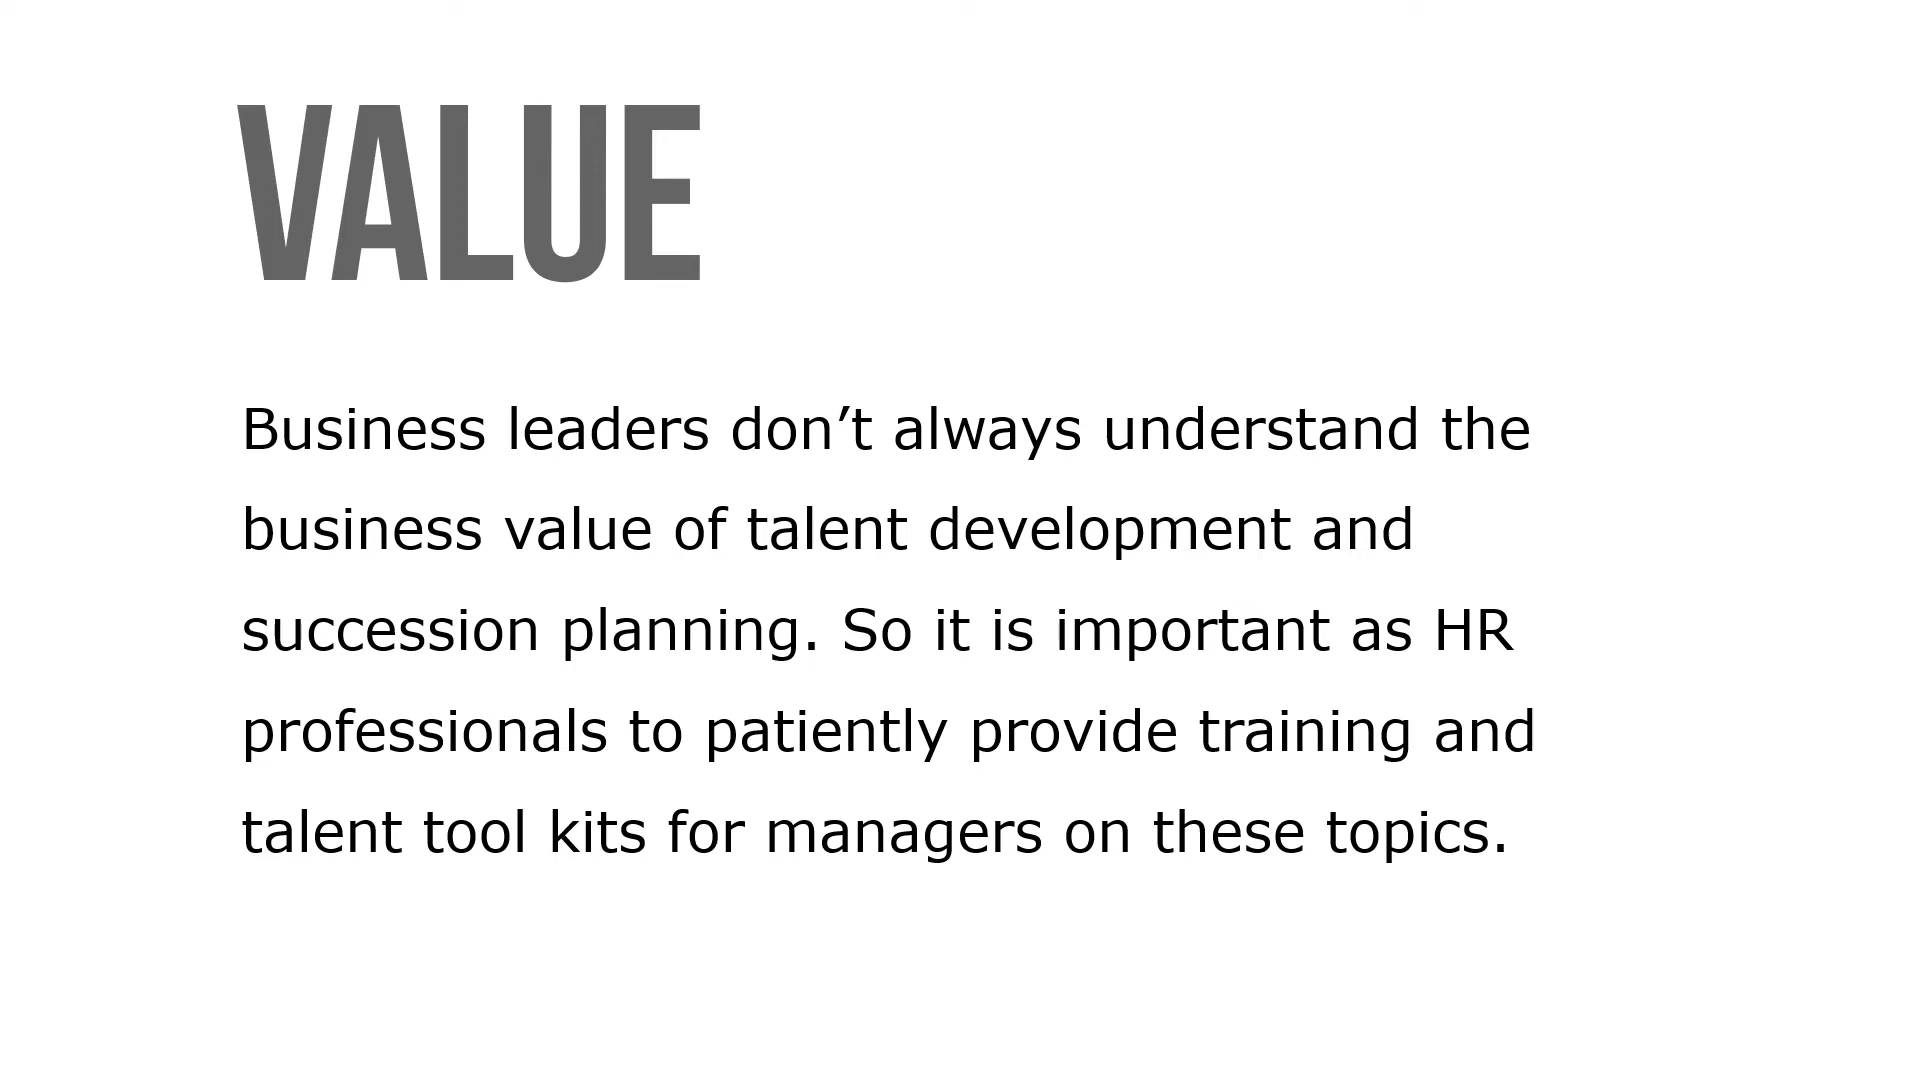 VALUE
Business leaders don’t always understand the
business value of talent development and
succession planning. So it is important as HR
professionals to patiently provide training and
talent tool kits for managers on these topics.